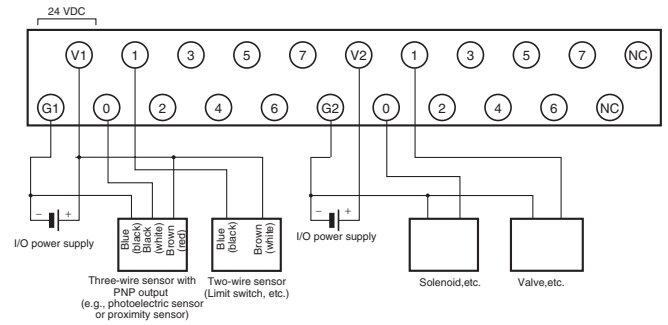 24 VDC
V1 1 3 5 7 V2 1 3 5 7 NC
G1 0 2 4 6 G2 0 2 4 6 NC
− +
I/O power supply
Blue (black)
Black (white)
Brown (red)
Three-wire sensor with
PNP output
(e.g., photoelectric sensor
or proximity sensor)
Blue (black)
Brown (white)
Two-wire sensor
(Limit switch, etc.)
− +
I/O power supply
Solenoid,etc.
Valve,etc.